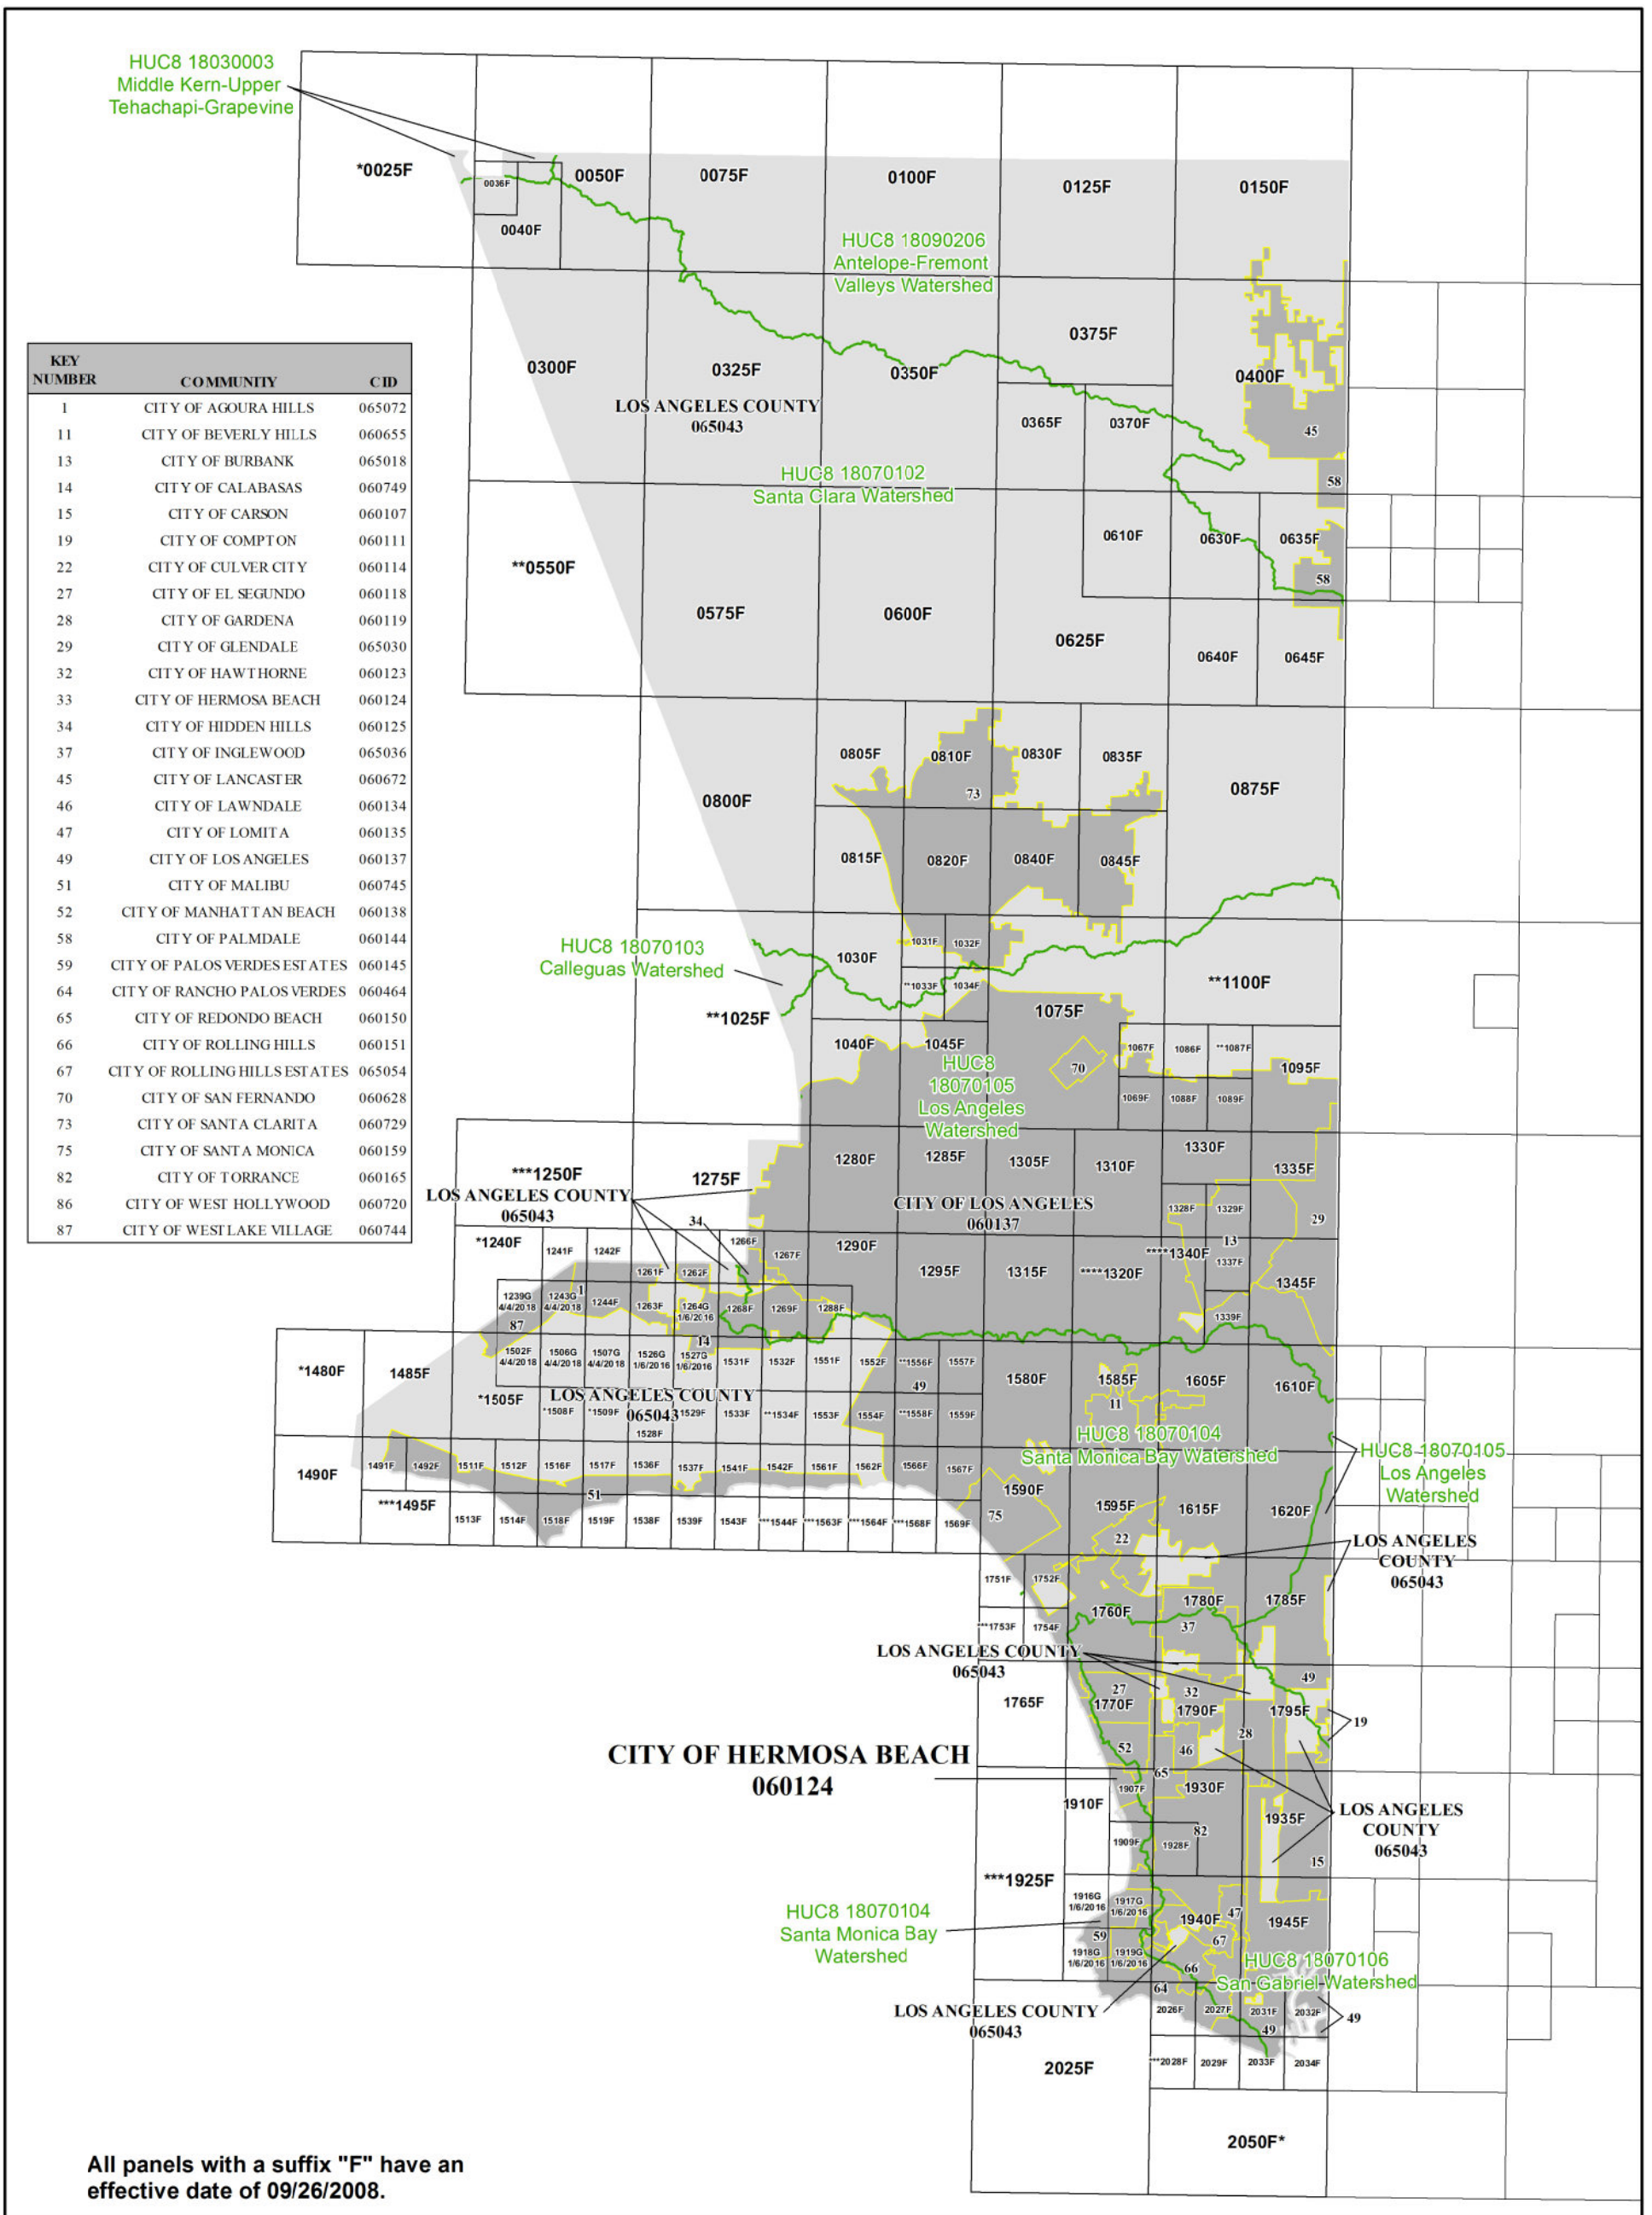 HUC8 18030003
Middle Kern-Upper
Tehachapi-Grapevine
*0025F
0036F
0040F
0050F
0075F
0100F
0125F
0150F
HUC8 18090206
Antelope-Fremont
Valleys Watershed
0300F
0325F
0350F
0375F
0400F
LOS ANGELES COUNTY
065043
0365F
0370F
45
HUC8 18070102
Santa Clara Watershed
58
**0550F
0575F
0600F
0610F
0625F
0630F
0635F
58
0640F
0645F
KEY
NUMBER COMMUNITY CID
1 CITY OF AGOURA HILLS 065072
11 CITY OF BEVERLY HILLS 060655
13 CITY OF BURBANK 065018
14 CITY OF CALABASAS 060749
15 CITY OF CARSON 060107
19 CITY OF COMPTON 060111
22 CITY OF CULVER CITY 060114
27 CITY OF EL SEGUNDO 060118
28 CITY OF GARDENA 060119
29 CITY OF GLENDALE 065030
32 CITY OF HAWTHORNE 060123
33 CITY OF HERMOSA BEACH 060124
34 CITY OF HIDDEN HILLS 060125
37 CITY OF INGLEWOOD 065036
45 CITY OF LANCASTER 060672
46 CITY OF LAWNDALE 060134
47 CITY OF LOMITA 060135
49 CITY OF LOS ANGELES 060137
51 CITY OF MALIBU 060745
52 CITY OF MANHATTAN BEACH 060138
58 CITY OF PALMDALE 060144
59 CITY OF PALOS VERDES ESTATES 060145
64 CITY OF RANCHO PALOS VERDES 060464
65 CITY OF REDONDO BEACH 060150
66 CITY OF ROLLING HILLS 060151
67 CITY OF ROLLING HILLS ESTATES 065054
70 CITY OF SAN FERNANDO 060628
73 CITY OF SANTA CLARITA 060729
75 CITY OF SANTA MONICA 060159
82 CITY OF TORRANCE 060165
86 CITY OF WEST HOLLYWOOD 060720
87 CITY OF WESTLAKE VILLAGE 060744
0800F
0805F
0810F
0830F
0835F
0875F
73
0815F
0820F
0840F
0845F
HUC8 18070103
Calleguas Watershed
1030F
1031F
1032F
**1033F
1034F
**1025F
1075F
**1100F
1040F
1045F
HUC8
18070105
Los Angeles
Watershed
70
1067F
1086F
**1087F
1095F
1069F
1088F
1089F
***1250F
1275F
1280F
1285F
1305F
1310F
1330F
1335F
LOS ANGELES COUNTY
065043
CITY OF LOS ANGELES
060137
34
1328F
1329F
29
13
*1240F
1241F
1242F
1261F
1262F
1266F
1267F
1290F
1295F
1315F
****1320F
****1340F
1337F
1345F
1239G
4/4/2018
1243G
4/4/2018
1
1244F
1263F
1264G
1/6/2016
1268F
1269F
1288F
1339F
87
14
*1480F
1485F
1502F
4/4/2018
1506G
4/4/2018
1507G
4/4/2018
1526G
1/6/2016
1527G
1/6/2016
1531F
1532F
1551F
1552F
**1556F
1557F
1580F
1585F
1605F
1610F
*1505F
LOS ANGELES COUNTY
065043
49
11
*1508F
*1509F
1528F
1529F
1533F
**1534F
1553F
1554F
**1558F
1559F
HUC8 18070104
Santa Monica Bay Watershed
HUC8 18070105
Los Angeles
Watershed
1490F
1491F
1492F
1511F
1512F
1516F
1517F
1536F
1537F
1541F
1542F
1561F
1562F
1566F
1567F
1590F
***1495F
51
1513F
1514F
1518F
1519F
1538F
1539F
1543F
***1544F
***1563F
***1564F
***1568F
1569F
75
1595F
1615F
1620F
22
LOS ANGELES
COUNTY
065043
1751F
1752F
1760F
1780F
1785F
37
***1753F
1754F
LOS ANGELES COUNTY
065043
49
1765F
27
1770F
32
1790F
1795F
28
19
52
46
CITY OF HERMOSA BEACH
060124
65
1907F
1930F
1910F
1935F
LOS ANGELES
COUNTY
065043
1909F
1928F
82
15
***1925F
1916G
1/6/2016
1917G
1/6/2016
HUC8 18070104
Santa Monica Bay
Watershed
1940F
47
1945F
59
67
1918G
1/6/2016
1919G
1/6/2016
66
HUC8 18070106
San Gabriel Watershed
64
LOS ANGELES COUNTY
065043
2026F
2027F
2031F
2032F
49
49
2025F
***2028F
2029F
2033F
2034F
2050F*
All panels with a suffix "F" have an
effective date of 09/26/2008.